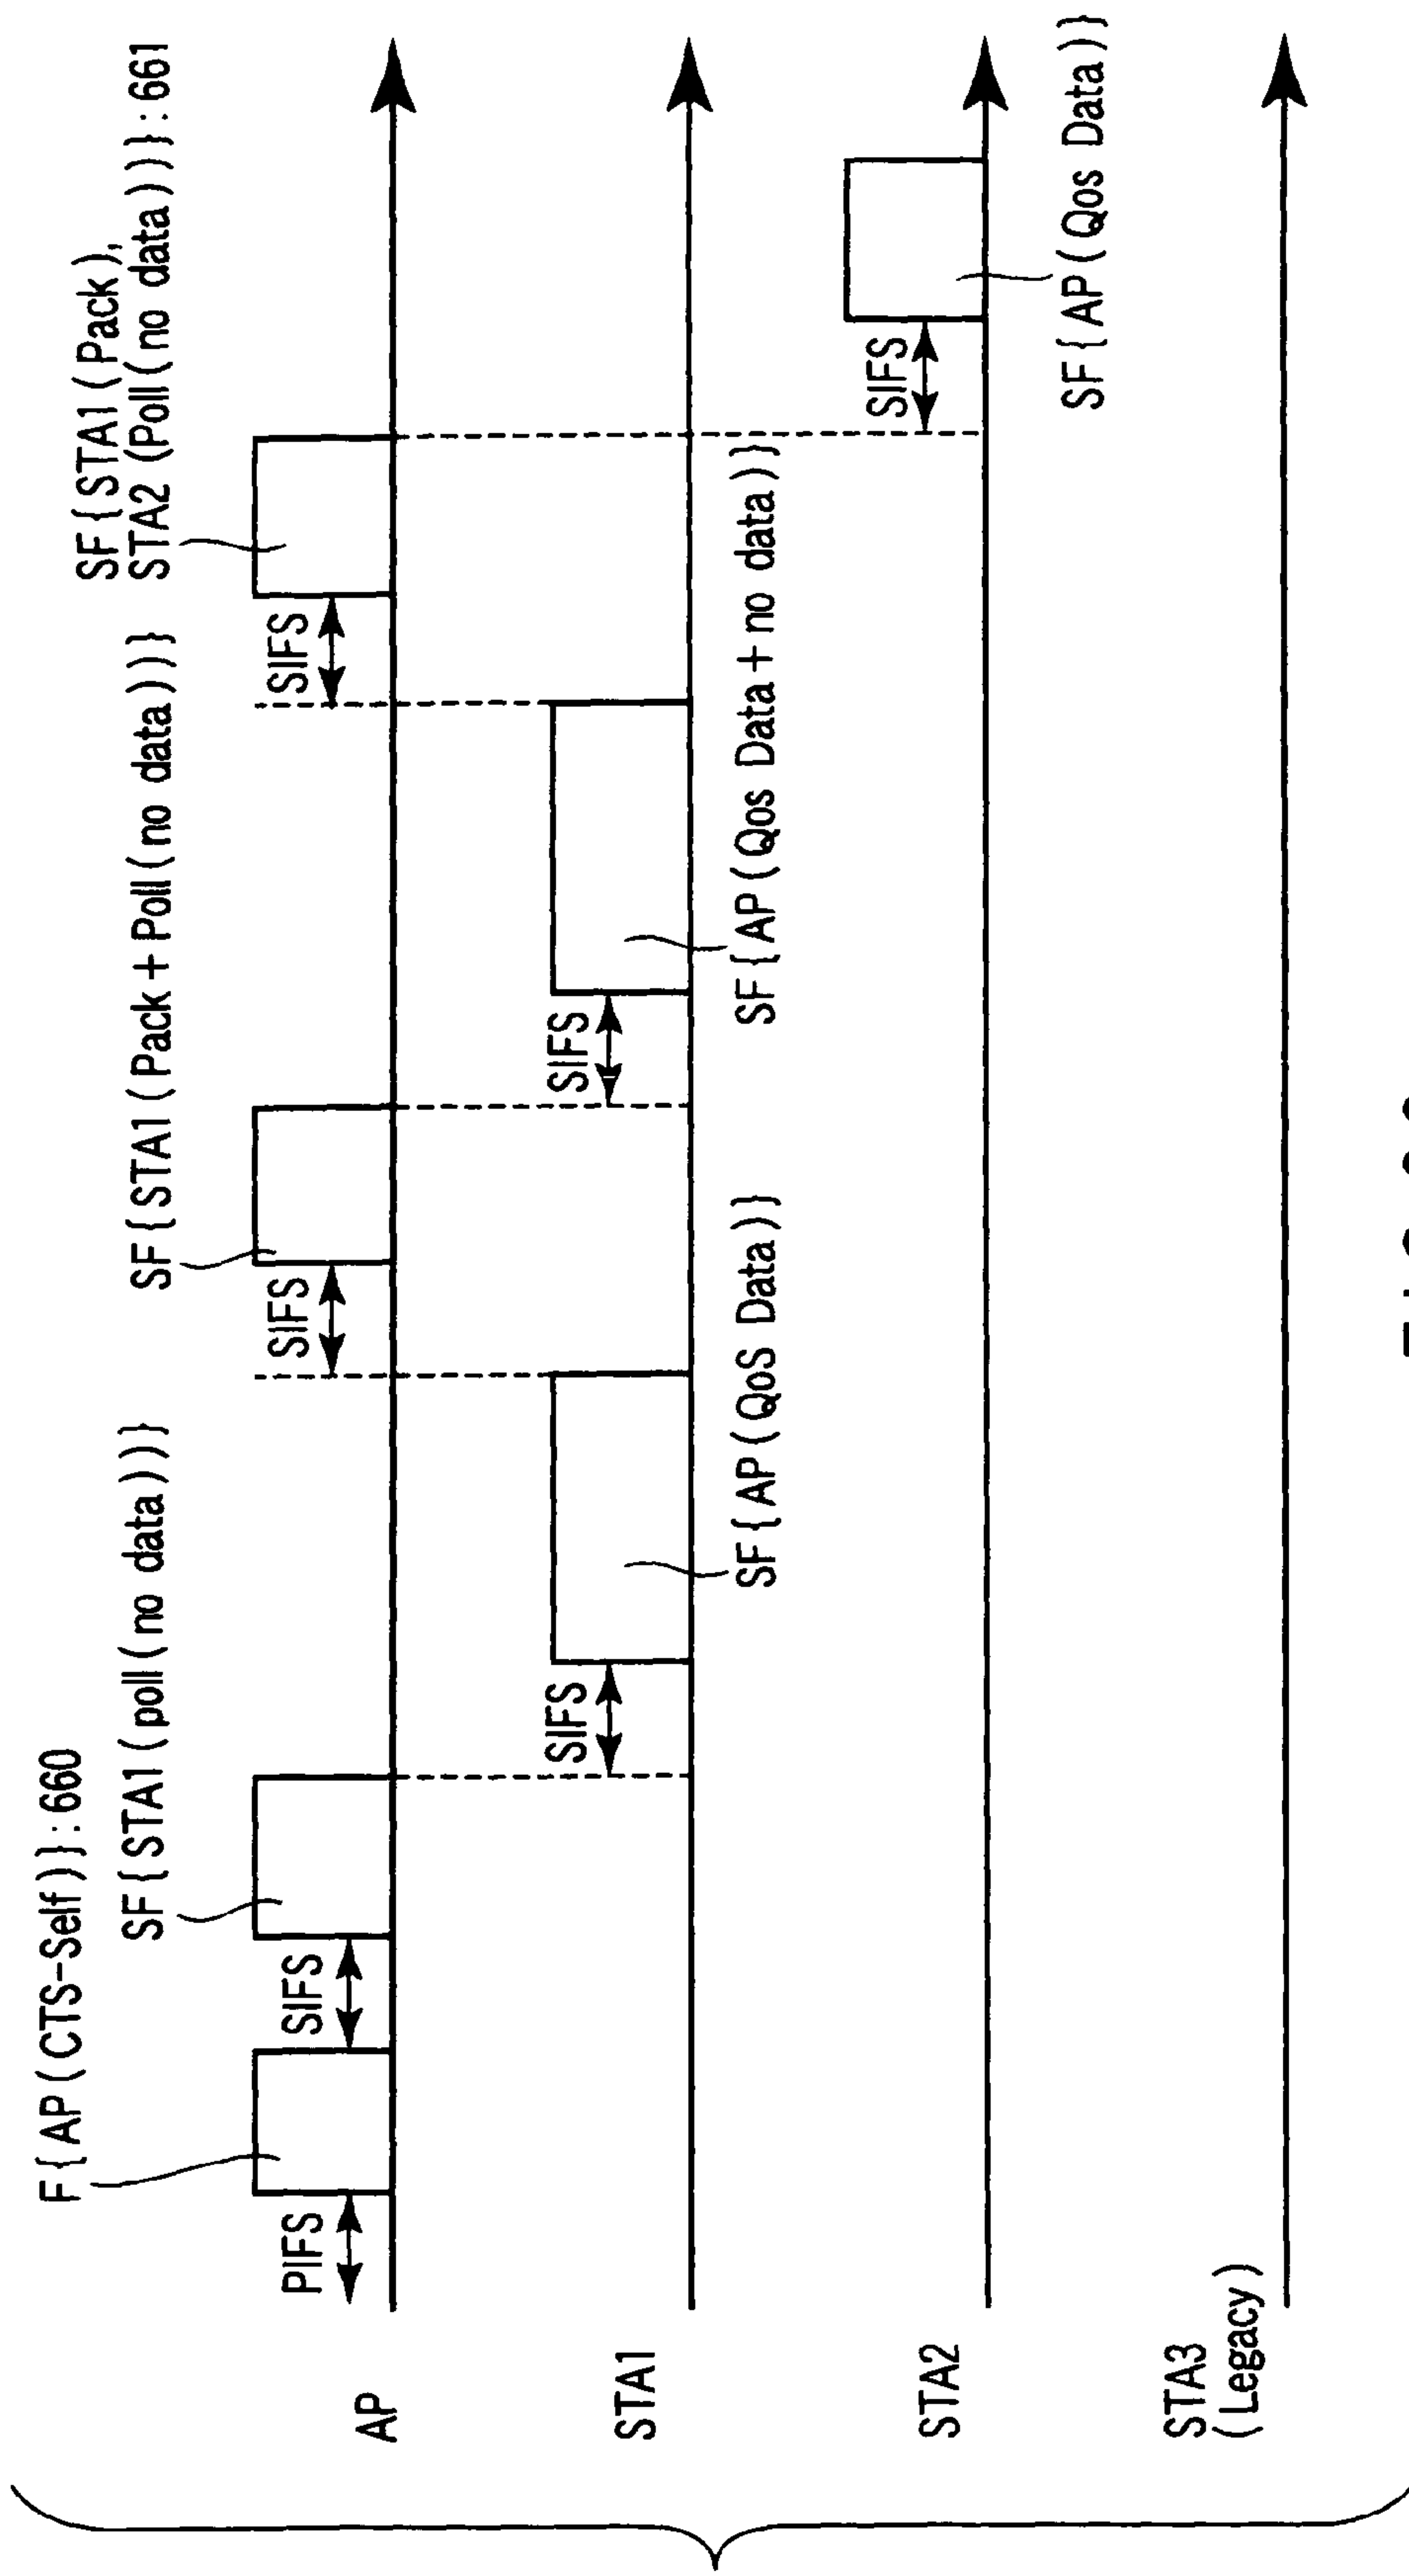 F{AP(CTS-Self)}:660
SF{STA1(poll(no data))}
SF{STA1(Pack+Poll(no data))}
SF{STA1(Pack),
STA2(Poll(no data))}:661
PIFS
SIFS
SIFS
SIFS
AP
SIFS
SIFS
STA1
SF{AP(QoS Data)}
SF{AP(Qos Data+no data)}
SIFS
STA2
SF{AP(Qos Data)}
STA3
(Legacy)